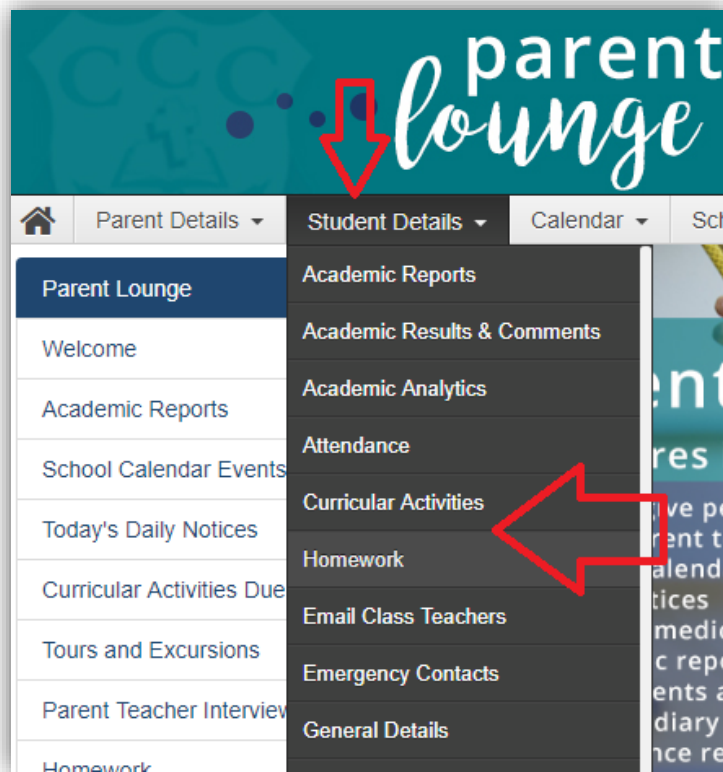 CCC
parent
lounge
Parent Details
Student Details
Calendar
Parent Lounge
Welcome
Academic Reports
School Calendar Events
Today's Daily Notices
Curricular Activities Due
Tours and Excursions
Parent Teacher
Homework
Academic Reports
Academic Results & Comments
Academic Analytics
Attendance
Curricular Activities
Homework
Email Class Teachers
Emergency Contacts
General Details